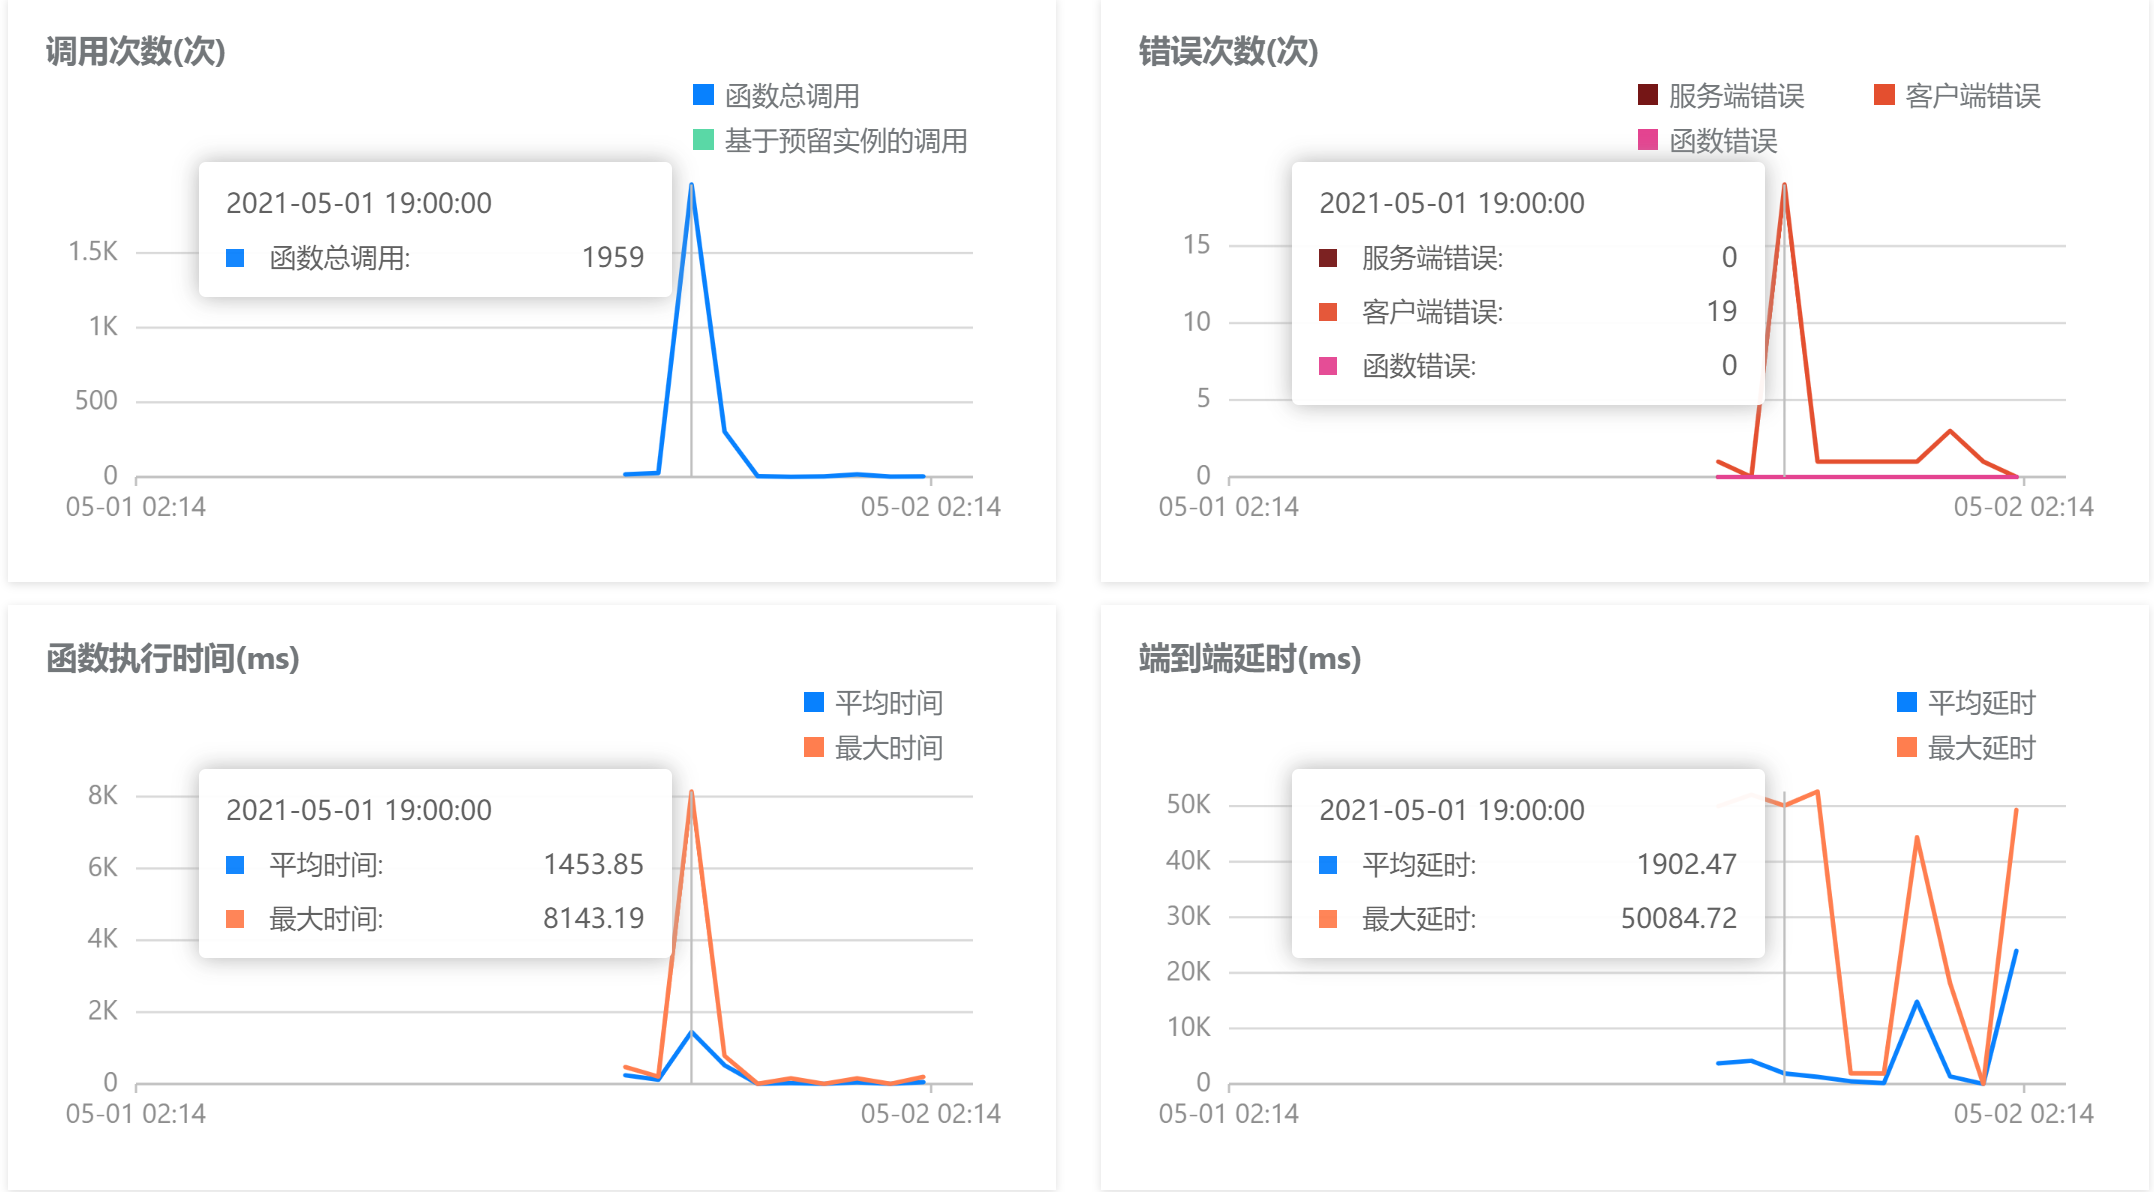 调用次数(次)
函数总调用
基于预留实例的调用
2021-05-01 19:00:00
函数总调用: 1959
1.5K
1K
500
0
05-01 02:14 05-02 02:14
错误次数(次)
服务端错误 客户端错误
函数错误
2021-05-01 19:00:00
服务端错误: 0
客户端错误: 19
函数错误: 0
15
10
5
0
05-01 02:14 05-02 02:14
函数执行时间(ms)
平均时间
最大时间
2021-05-01 19:00:00
平均时间: 1453.85
最大时间: 8143.19
8K
6K
4K
2K
0
05-01 02:14 05-02 02:14
端到端延时(ms)
平均延时
最大延时
2021-05-01 19:00:00
平均延时: 1902.47
最大延时: 50084.72
50K
40K
30K
20K
10K
0
05-01 02:14 05-02 02:14